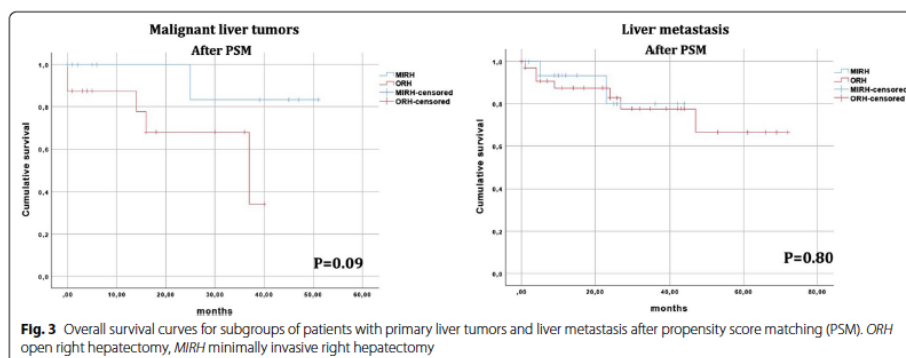 Malignant liver tumors
After PSM
1,0
0,8
0,6
0,4
0,2
0,0
Cumulative survival
,00
10,00
20,00
30,00
40,00
50,00
60,00
months
MIRH
ORH
MIRH-censored
ORH-censored
P=0.09
Liver metastasis
After PSM
1,0
0,8
0,6
0,4
0,2
0,0
Cumulative survival
,00
20,00
40,00
60,00
80,00
months
MIRH
ORH
MIRH-censored
ORH-censored
P=0.80
Fig. 3 Overall survival curves for subgroups of patients with primary liver tumors and liver metastasis after propensity score matching (PSM). ORH
open right hepatectomy, MIRH minimally invasive right hepatectomy